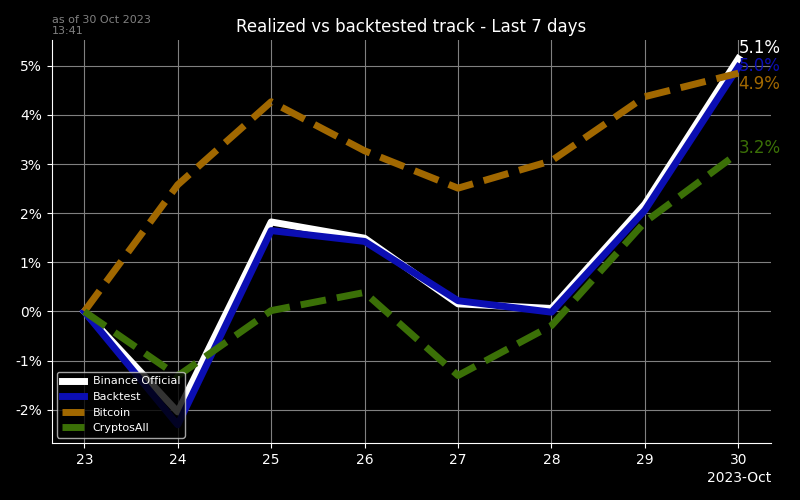 as of 30 Oct 2023
13:41
Realized vs backtested track - Last 7 days
5.1%
5.0%
4.9%
3.2%
5%
4%
3%
2%
1%
0%
-1%
-2%
Binance Official
Backtest
Bitcoin
CryptosAll
23 24 25 26 27 28 29 30
2023-Oct